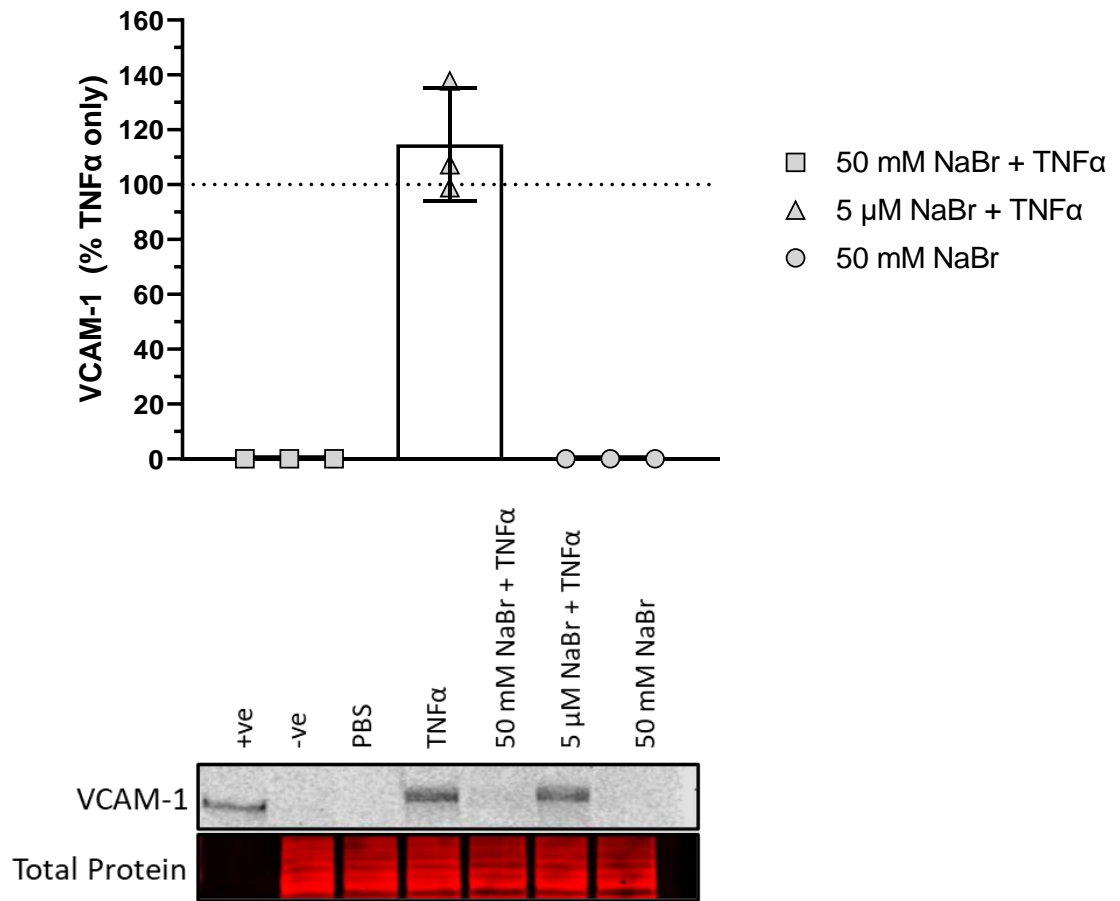 160
140
120
100
80
60
40
20
0
VCAM-1 (% TNFα only)
50 mM NaBr + TNFα
5 µM NaBr + TNFα
50 mM NaBr
+ve
-ve
PBS
TNFα
50 mM NaBr + TNFα
5 µM NaBr + TNFα
50 mM NaBr
VCAM-1
Total Protein